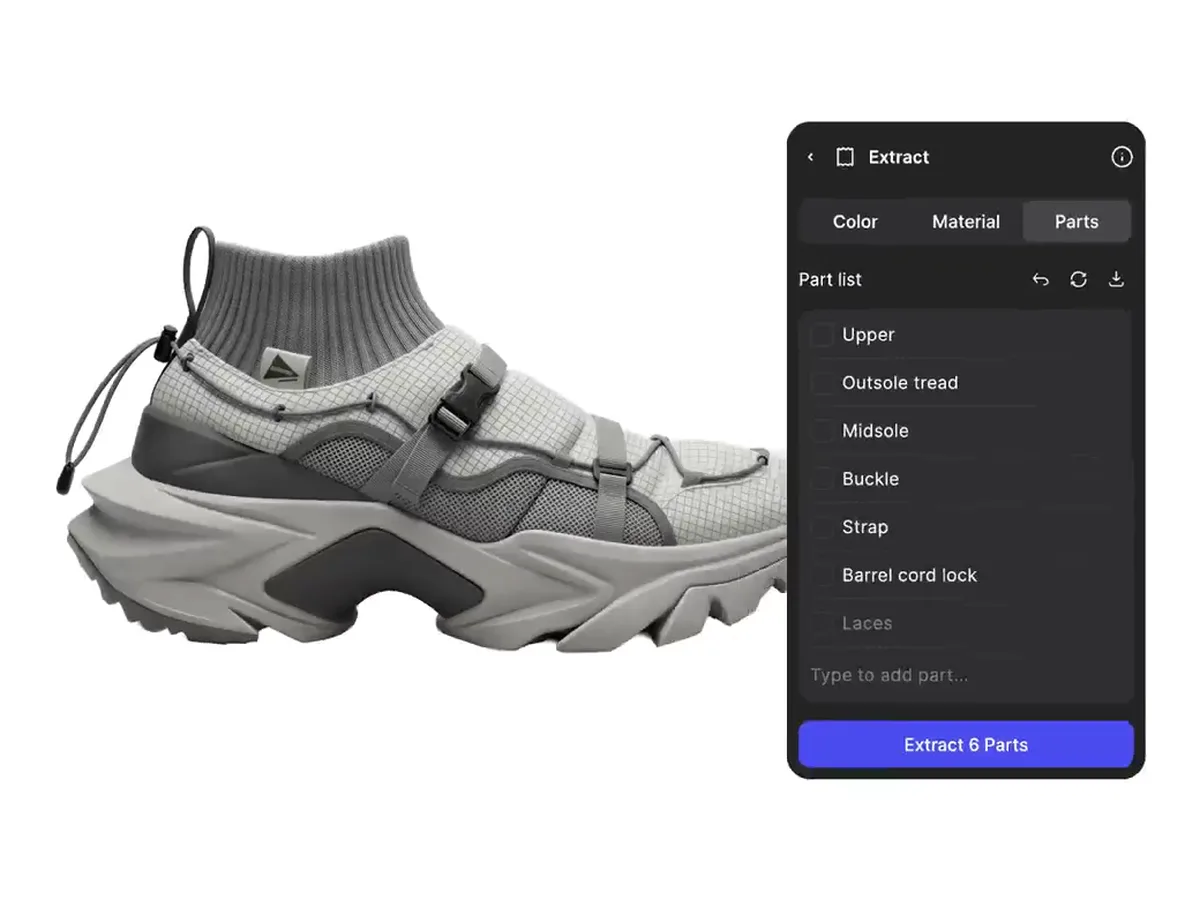 Extract
Color Material Parts
Part list
Upper
Outsole tread
Midsole
Buckle
Strap
Barrel cord lock
Laces
Type to add part...
Extract 6 Parts